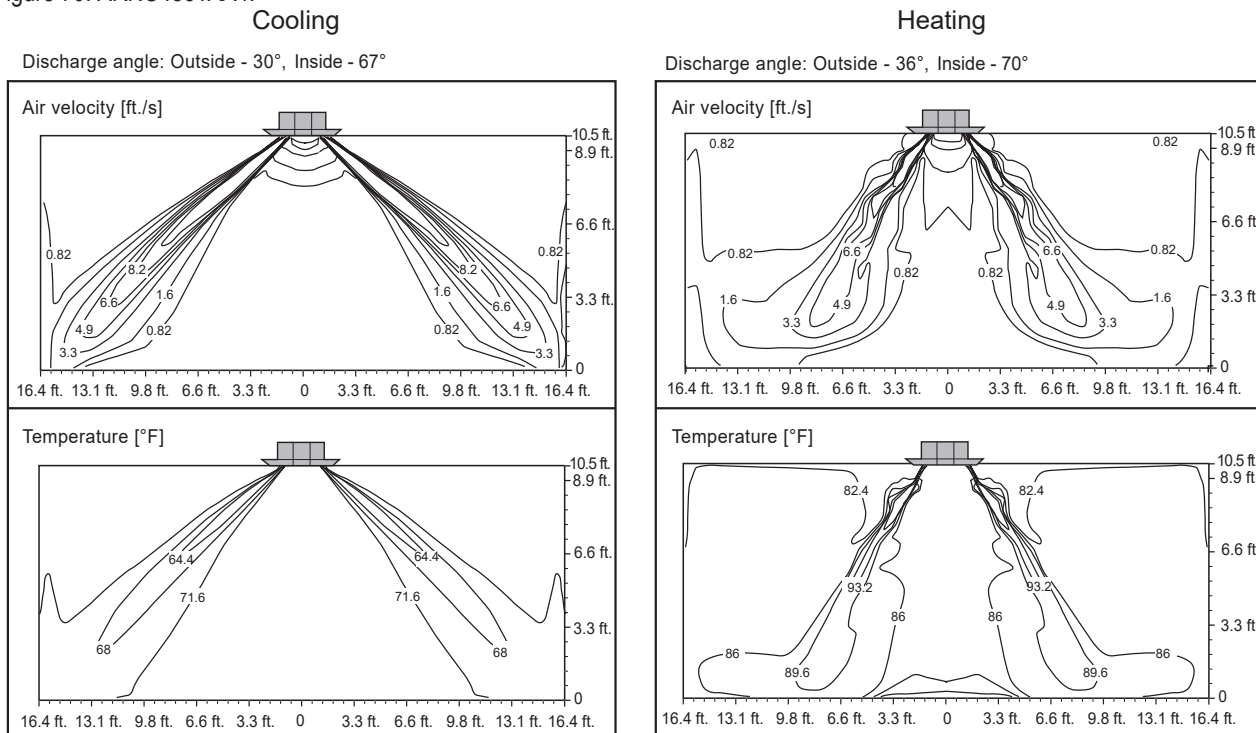 Cooling
Discharge angle: Outside - 30°, Inside - 67°
Air velocity [ft./s]
10.5 ft.
8.9 ft.
6.6 ft.
3.3 ft.
0
0.82
8.2
6.6
4.9
3.3
1.6
0.82
0.82
8.2
1.6
6.6
4.9
0.82
3.3
16.4 ft. 13.1 ft. 9.8 ft. 6.6 ft. 3.3 ft. 0 3.3 ft. 6.6 ft. 9.8 ft. 13.1 ft. 16.4 ft.
Temperature [°F]
10.5 ft.
8.9 ft.
6.6 ft.
3.3 ft.
0
64.4
71.6
68
64.4
71.6
68
16.4 ft. 13.1 ft. 9.8 ft. 6.6 ft. 3.3 ft. 0 3.3 ft. 6.6 ft. 9.8 ft. 13.1 ft. 16.4 ft.
Heating
Discharge angle: Outside - 36°, Inside - 70°
Air velocity [ft./s]
10.5 ft.
8.9 ft
6.6 ft
3.3 ft
0
0.82
0.82
0.82
6.6
0.82
1.6
4.9
3.3
0.82
6.6
0.82
4.9
3.3
1.6
16.4 ft. 13.1 ft. 9.8 ft. 6.6 ft. 3.3 ft. 0 3.3 ft. 6.6 ft. 9.8 ft. 13.1 ft. 16.4 ft.
Temperature [°F]
10.5 ft.
8.9 ft
6.6 ft
3.3 ft
0
82.4
82.4
93.2
86
86
89.6
93.2
86
86
89.6
16.4 ft. 13.1 ft. 9.8 ft. 6.6 ft. 3.3 ft. 0 3.3 ft. 6.6 ft. 9.8 ft. 13.1 ft. 16.4 ft.